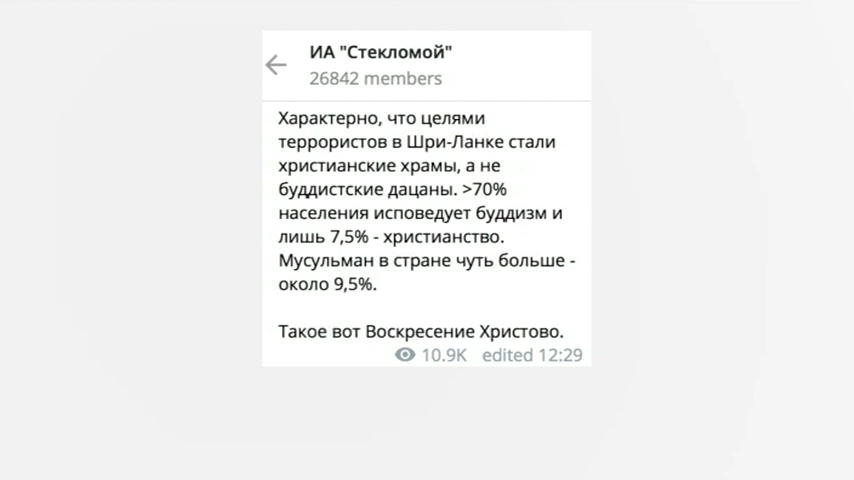 ИА "Стекломой"
26842 members
Характерно, что целями
террористов в Шри-Ланке стали
христианские храмы, а не
буддистские дацаны. >70%
населения исповедует буддизм и
лишь 7,5% - христианство.
Мусульман в стране чуть больше -
около 9,5%.
Такое вот Воскресение Христово.
10.9K edited 12:29